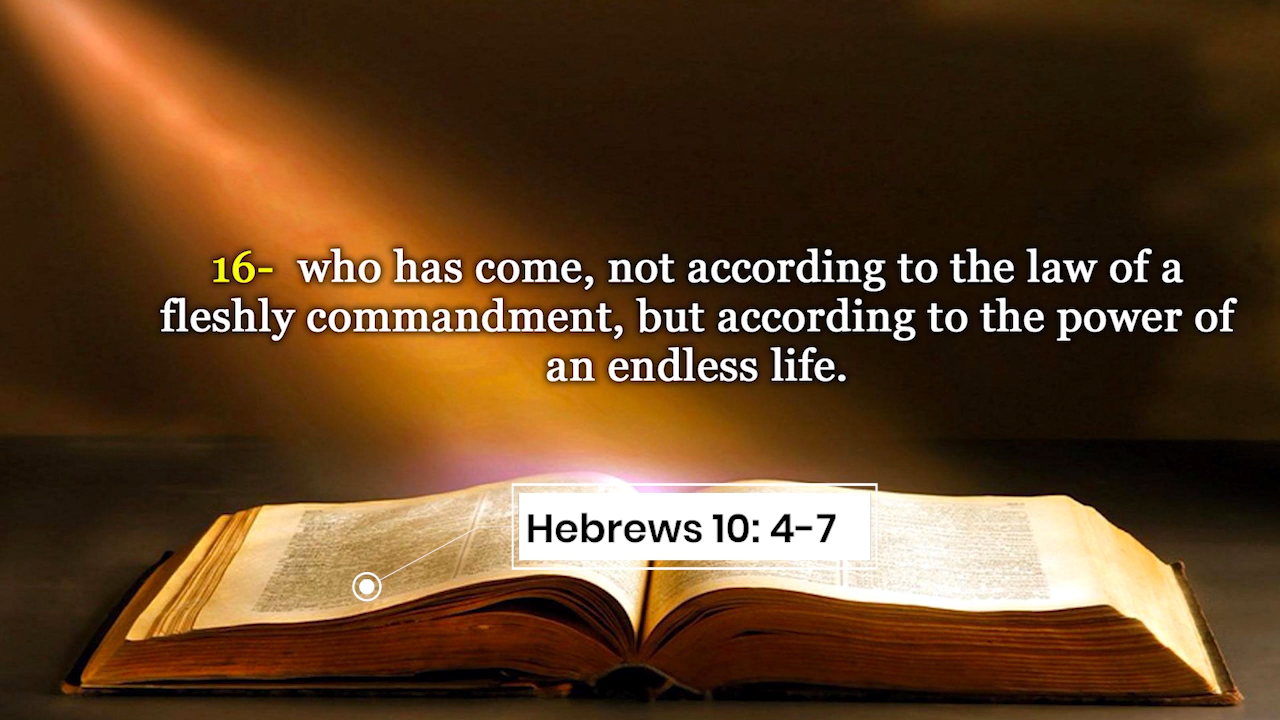 16- who has come, not according to the law of a
fleshly commandment, but according to the power of
an endless life.
Hebrews 10: 4-7